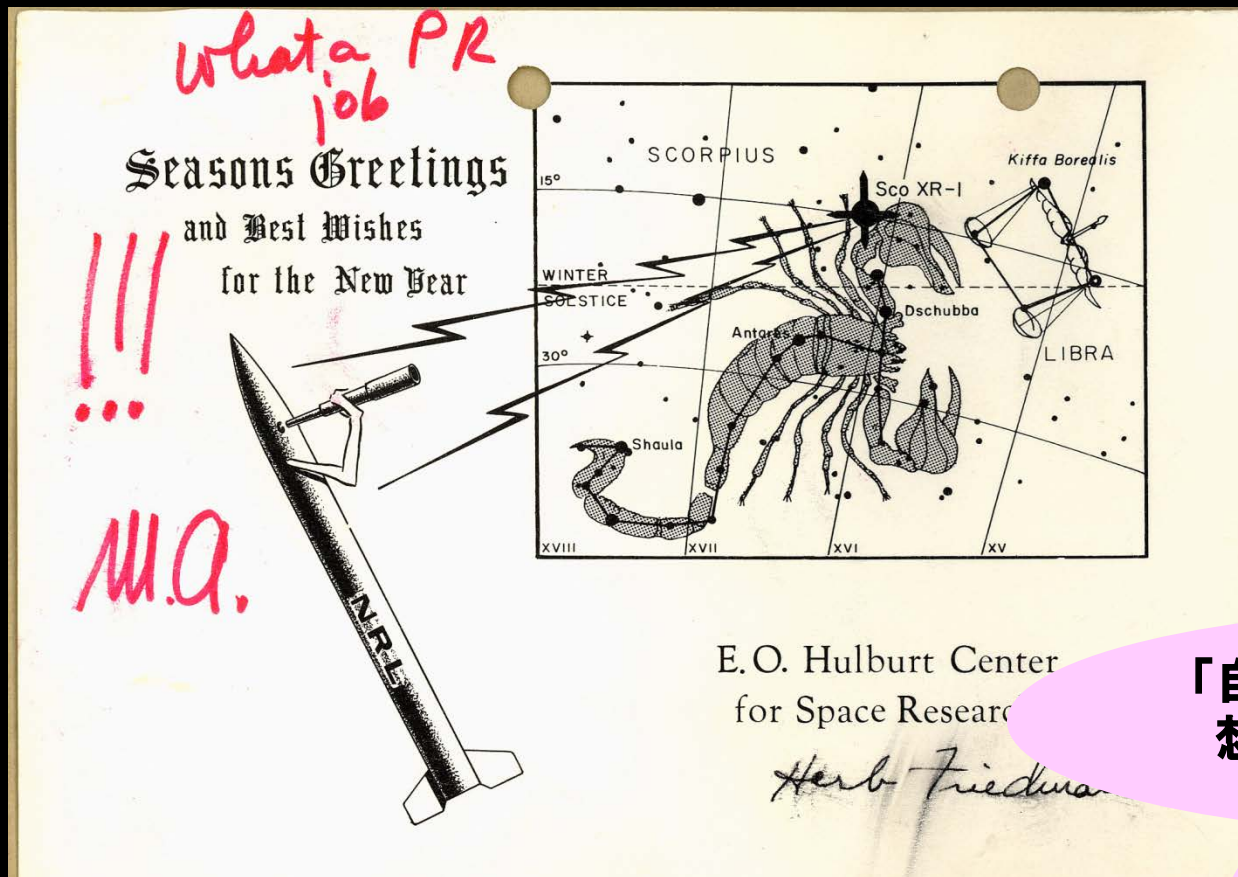 What a PR
job
Seasons Greetings
and Best Wishes
for the New Year
!!!
M.A.
NRL
SCORPIUS
Kiffa Borealis
15°
Sco XR-1
WINTER
SOLSTICE
Dschubba
Antares
LIBRA
30°
Shaula
XVIII
XVII
XVI
XV
E.O. Hulburt Center
for Space Researc
Herb Friedma
「自
想